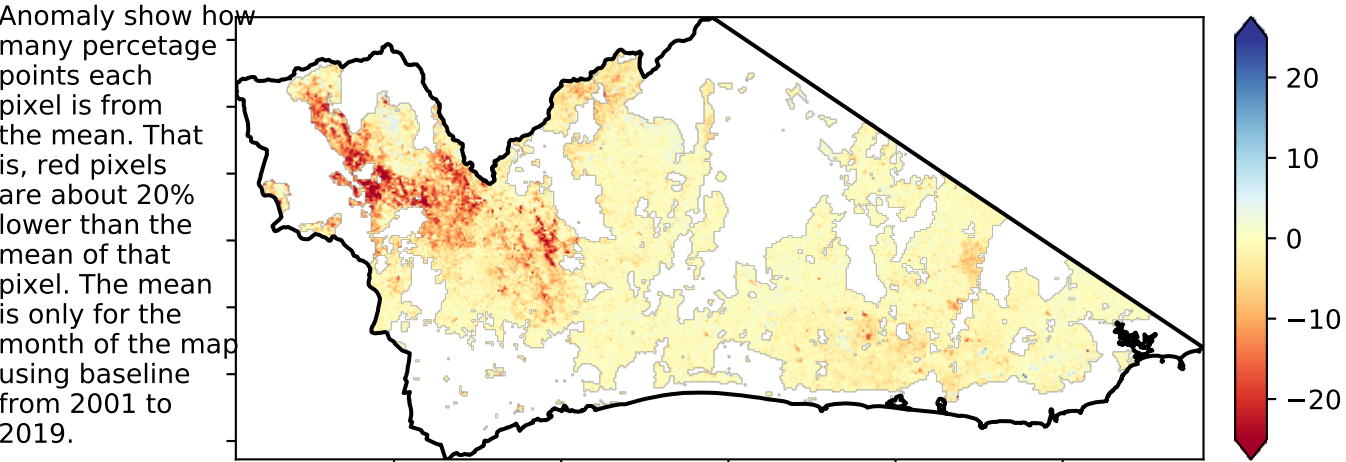 Anomaly show how
many percetage
points each
pixel is from
the mean. That
is, red pixels
are about 20%
lower than the
mean of that
pixel. The mean
is only for the
month of the map
using baseline
from 2001 to
2019.
20
10
0
−10
−20